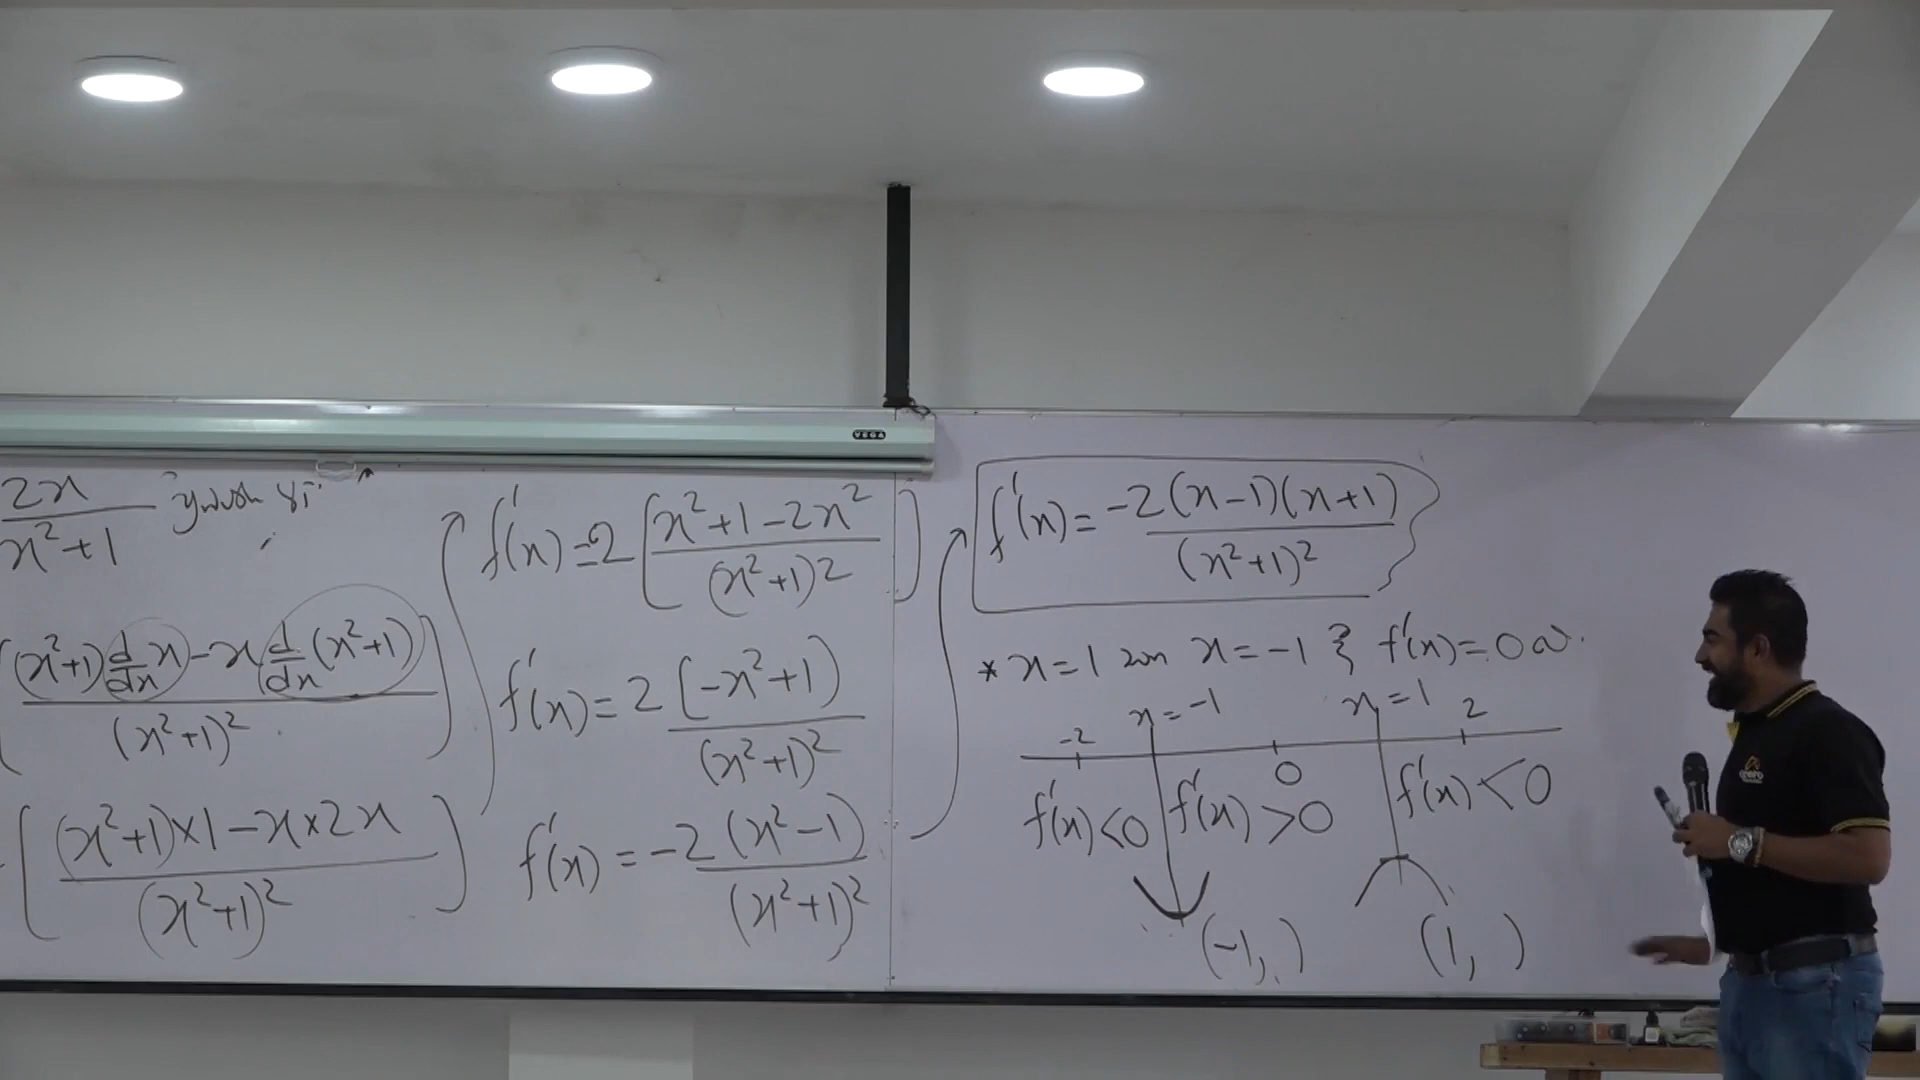 2x / x²+1
((x²+1) d/dx x - x d/dx (x²+1)) / (x²+1)²
[((x²+1)×1 - x×2x) / (x²+1)²]
f'(x) = 2 [(x²+1-2x²) / (x²+1)²]
f'(x) = 2 [-x²+1) / (x²+1)²
f'(x) = -2 (x²-1) / (x²+1)²
f'(x) = -2(x-1)(x+1) / (x²+1)²
* x=1 x=-1 f'(x)=0
-2 x=-1 0 x=1 2
f'(x)<0 f'(x)>0 f'(x)<0
(-1, ) (1, )
VEGA